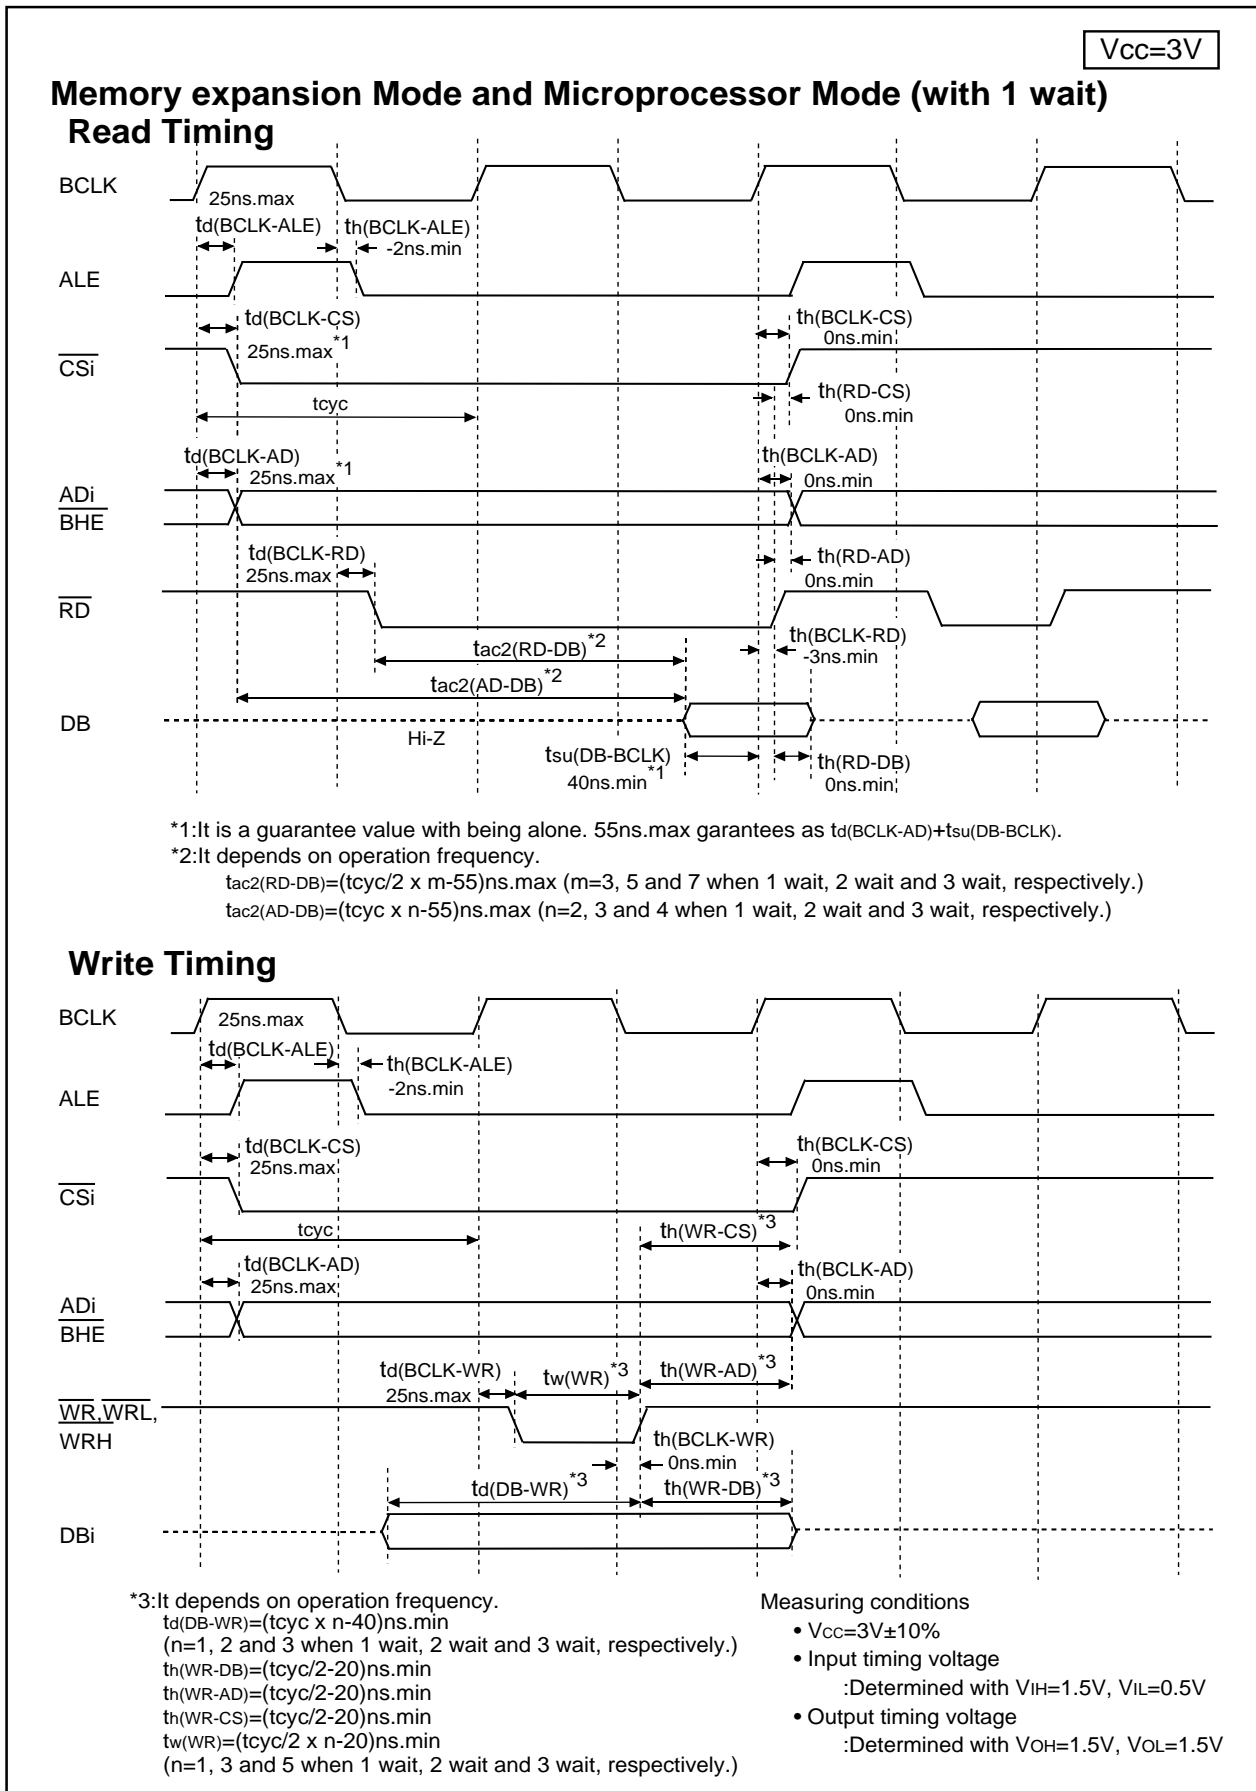 Vcc=3V
Memory expansion Mode and Microprocessor Mode (with 1 wait)
Read Timing
BCLK
25ns.max
td(BCLK-ALE)
th(BCLK-ALE)
-2ns.min
ALE
td(BCLK-CS)
25ns.max*1
th(BCLK-CS)
0ns.min
CSi
tcyc
th(RD-CS)
0ns.min
td(BCLK-AD)
25ns.max*1
th(BCLK-AD)
0ns.min
ADi
BHE
td(BCLK-RD)
25ns.max
th(RD-AD)
0ns.min
RD
tac2(RD-DB)*2
th(BCLK-RD)
-3ns.min
tac2(AD-DB)*2
DB
Hi-Z
tsu(DB-BCLK)
40ns.min*1
th(RD-DB)
0ns.min
*1:It is a guarantee value with being alone. 55ns.max garantees as td(BCLK-AD)+tsu(DB-BCLK).
*2:It depends on operation frequency.
tac2(RD-DB)=(tcyc/2 x m-55)ns.max (m=3, 5 and 7 when 1 wait, 2 wait and 3 wait, respectively.)
tac2(AD-DB)=(tcyc x n-55)ns.max (n=2, 3 and 4 when 1 wait, 2 wait and 3 wait, respectively.)
Write Timing
BCLK
25ns.max
td(BCLK-ALE)
th(BCLK-ALE)
-2ns.min
ALE
td(BCLK-CS)
25ns.max
th(BCLK-CS)
0ns.min
CSi
tcyc
th(WR-CS)*3
td(BCLK-AD)
25ns.max
th(BCLK-AD)
0ns.min
ADi
BHE
td(BCLK-WR)
25ns.max
tw(WR)*3
th(WR-AD)*3
WR,WRL,
WRH
th(BCLK-WR)
0ns.min
td(DB-WR)*3
th(WR-DB)*3
DBi
*3:It depends on operation frequency.
td(DB-WR)=(tcyc x n-40)ns.min
(n=1, 2 and 3 when 1 wait, 2 wait and 3 wait, respectively.)
th(WR-DB)=(tcyc/2-20)ns.min
th(WR-AD)=(tcyc/2-20)ns.min
th(WR-CS)=(tcyc/2-20)ns.min
tw(WR)=(tcyc/2 x n-20)ns.min
(n=1, 3 and 5 when 1 wait, 2 wait and 3 wait, respectively.)
Measuring conditions
• VCC=3V±10%
• Input timing voltage
:Determined with VIH=1.5V, VIL=0.5V
• Output timing voltage
:Determined with VOH=1.5V, VOL=1.5V